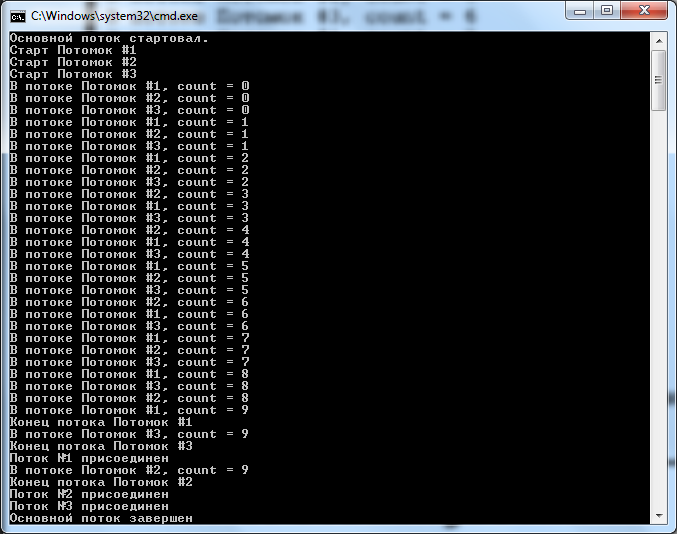 Потомок #3, count = 6
C:\Windows\system32\cmd.exe
Основной поток стартовал.
Старт Потомок #1
Старт Потомок #2
Старт Потомок #3
В потоке Потомок #1, count = 0
В потоке Потомок #2, count = 0
В потоке Потомок #3, count = 0
В потоке Потомок #1, count = 1
В потоке Потомок #2, count = 1
В потоке Потомок #3, count = 1
В потоке Потомок #1, count = 2
В потоке Потомок #2, count = 2
В потоке Потомок #3, count = 2
В потоке Потомок #2, count = 3
В потоке Потомок #1, count = 3
В потоке Потомок #3, count = 3
В потоке Потомок #2, count = 4
В потоке Потомок #1, count = 4
В потоке Потомок #3, count = 4
В потоке Потомок #1, count = 5
В потоке Потомок #2, count = 5
В потоке Потомок #3, count = 5
В потоке Потомок #2, count = 6
В потоке Потомок #1, count = 6
В потоке Потомок #3, count = 6
В потоке Потомок #1, count = 7
В потоке Потомок #2, count = 7
В потоке Потомок #3, count = 7
В потоке Потомок #1, count = 8
В потоке Потомок #3, count = 8
В потоке Потомок #2, count = 8
В потоке Потомок #1, count = 9
Конец потока Потомок #1
В потоке Потомок #3, count = 9
Конец потока Потомок #3
Поток №1 присоединен
В потоке Потомок #2, count = 9
Конец потока Потомок #2
Поток №2 присоединен
Поток №3 присоединен
Основной поток завершен